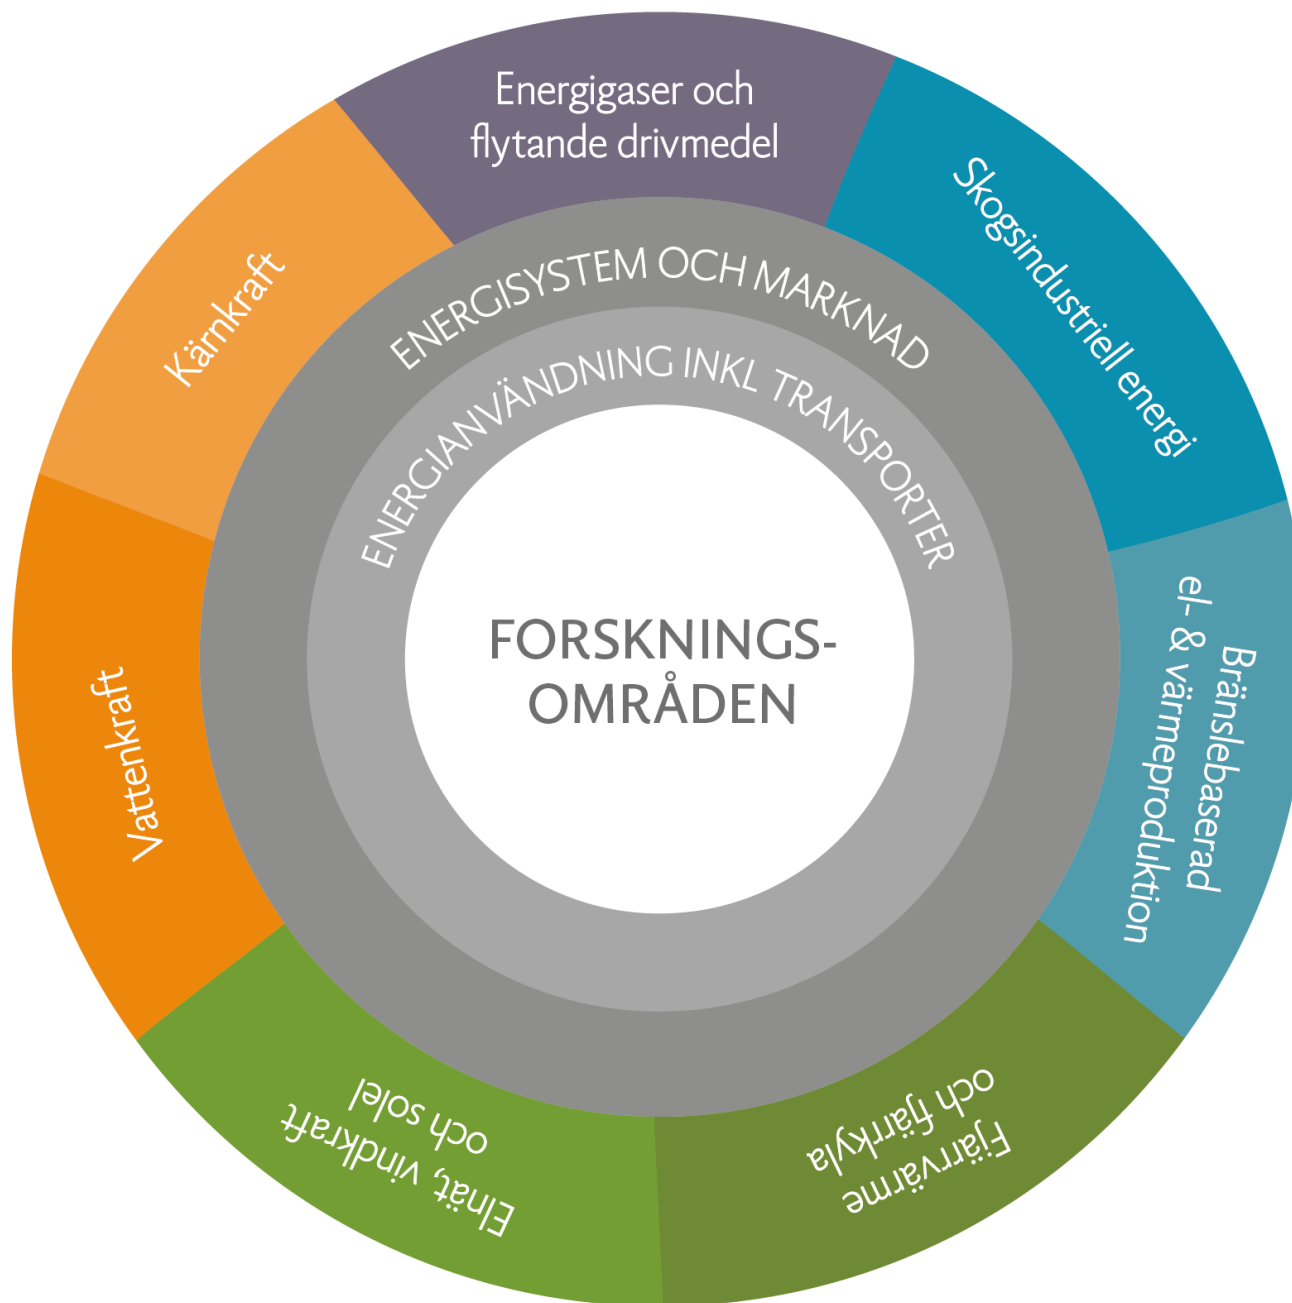 Energigaser och
flytande drivmedel
Skogsindustriell energi
Bränslebaserad
el- & värmeproduktion
Fjärrvärme
och fjärrkyla
Elnät, vindkraft
och solel
Vattenkraft
Kärnkraft
ENERGISYSTEM OCH MARKNAD
ENERGIANVÄNDNING INKL TRANSPORTER
FORSKNINGS-
OMRÅDEN